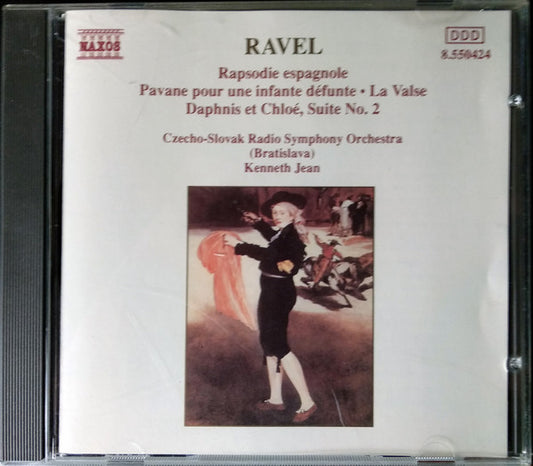 NAXOS
DDD
8.550424
RAVEL
Rapsodie espagnole
Pavane pour une infante défunte • La Valse
Daphnis et Chloé, Suite No. 2
Czecho-Slovak Radio Symphony Orchestra
(Bratislava)
Kenneth Jean